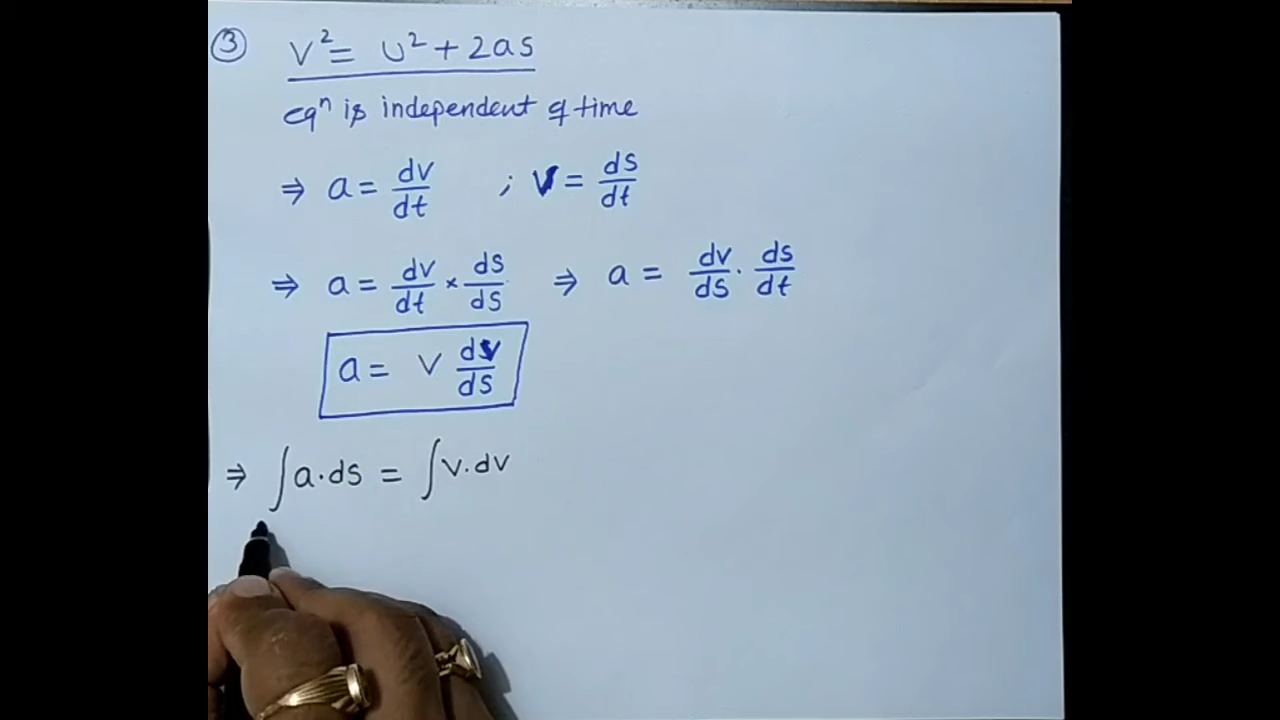 ③ v² = u² + 2as
eqⁿ is independent of time
⇒ a = dv/dt ; v = ds/dt
⇒ a = dv/dt × ds/ds ⇒ a = dv/ds · ds/dt
a = v dv/ds
⇒ ∫a·ds = ∫v·dv